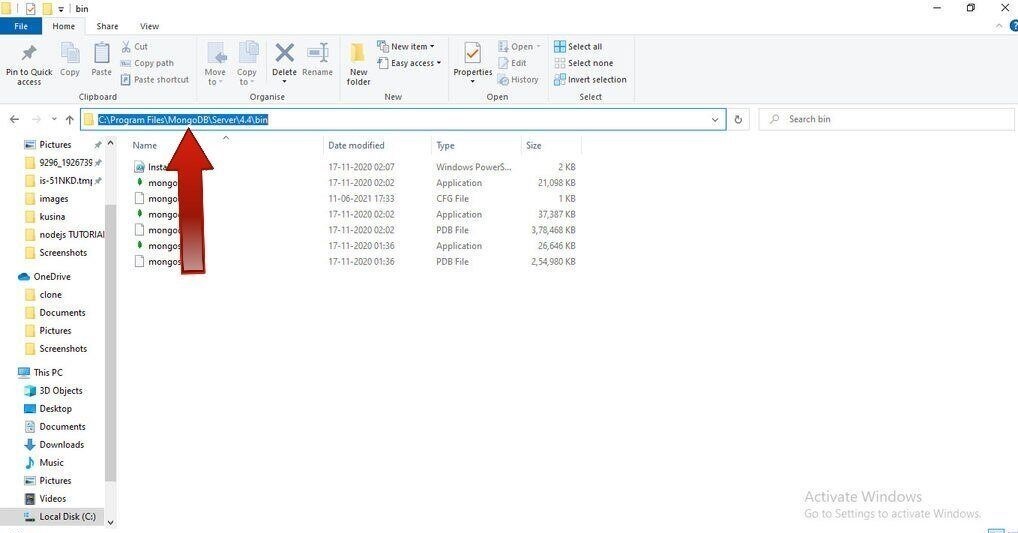 bin
File Home Share View
Pin to Quick access
Copy
Paste
Cut
Copy path
Paste shortcut
Clipboard
Move to
Copy to
Delete
Rename
Organise
New folder
New item
Easy access
New
Properties
Open
Edit
History
Open
Select all
Select none
Invert selection
Select
C:\Program Files\MongoDB\Server\4.4\bin
Search bin
Pictures
9296_1926739
is-51NKD.tmp
images
kusina
nodejs TUTORIAL
Screenshots
OneDrive
clone
Documents
Pictures
Screenshots
This PC
3D Objects
Desktop
Documents
Downloads
Music
Pictures
Videos
Local Disk (C:)
Name Date modified Type Size
Insta 17-11-2020 02:07 Windows PowerS... 2 KB
mongo 17-11-2020 02:02 Application 21,098 KB
mongo 11-06-2021 17:33 CFG File 1 KB
mongo 17-11-2020 02:02 Application 37,387 KB
mongo 17-11-2020 02:02 PDB File 3,78,468 KB
mongos 17-11-2020 01:36 Application 26,646 KB
mongos 17-11-2020 01:36 PDB File 2,54,980 KB
Activate Windows
Go to Settings to activate Windows.